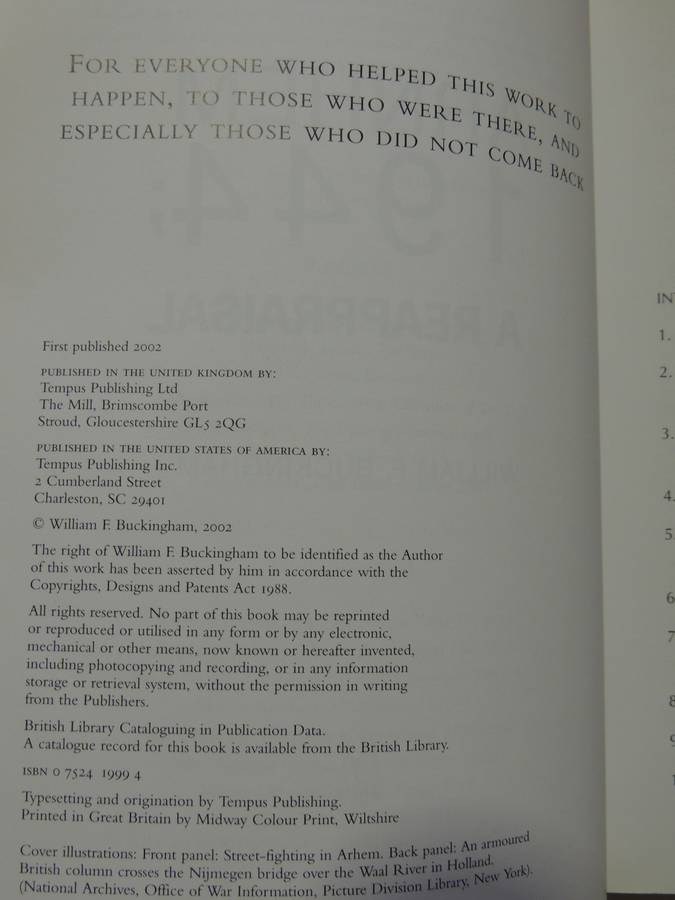 FOR EVERYONE WHO HELPED THIS WORK TO
HAPPEN, TO THOSE WHO WERE THERE, AND
ESPECIALLY THOSE WHO DID NOT COME BACK
1944:
A REAPPRAISAL
First published 2002
PUBLISHED IN THE UNITED KINGDOM BY:
Tempus Publishing Ltd
The Mill, Brimscombe Port
Stroud, Gloucestershire GL5 2QG
PUBLISHED IN THE UNITED STATES OF AMERICA BY:
Tempus Publishing Inc.
2 Cumberland Street
Charleston, SC 29401
© William F. Buckingham, 2002
The right of William F. Buckingham to be identified as the Author
of this work has been asserted by him in accordance with the
Copyrights, Designs and Patents Act 1988.
All rights reserved. No part of this book may be reprinted
or reproduced or utilised in any form or by any electronic,
mechanical or other means, now known or hereafter invented,
including photocopying and recording, or in any information
storage or retrieval system, without the permission in writing
from the Publishers.
British Library Cataloguing in Publication Data.
A catalogue record for this book is available from the British Library.
ISBN 0 7524 1999 4
Typesetting and origination by Tempus Publishing.
Printed in Great Britain by Midway Colour Print, Wiltshire
Cover illustrations: Front panel: Street-fighting in Arhem. Back panel: An armoured
British column crosses the Nijmegen bridge over the Waal River in Holland.
(National Archives, Office of War Information, Picture Division Library, New York).
1.
2.
3.
4.
5
6
7
8